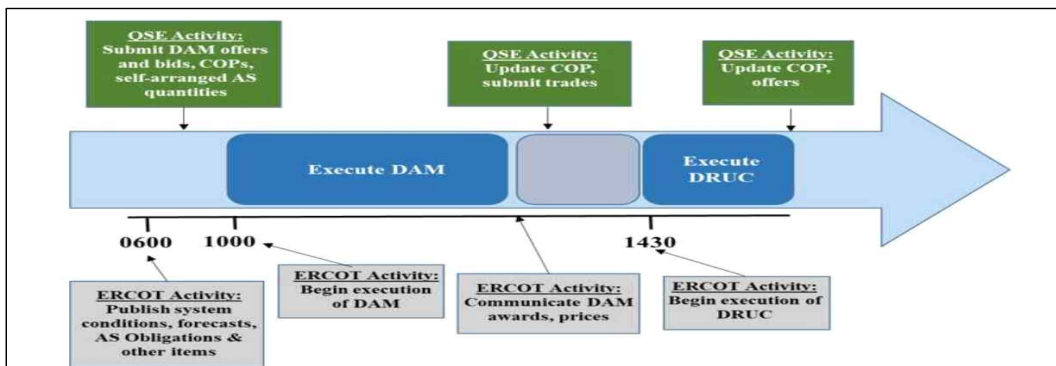 QSE Activity:
Submit DAM offers
and bids, COPs,
self-arranged AS
quantities
QSE Activity:
Update COP,
submit trades
QSE Activity:
Update COP,
offers
Execute DAM
Execute
DRUC
0600
1000
1430
ERCOT Activity:
Publish system
conditions, forecasts,
AS Obligations &
other items
ERCOT Activity:
Begin execution
of DAM
ERCOT Activity:
Communicate DAM
awards, prices
ERCOT Activity:
Begin execution of
DRUC